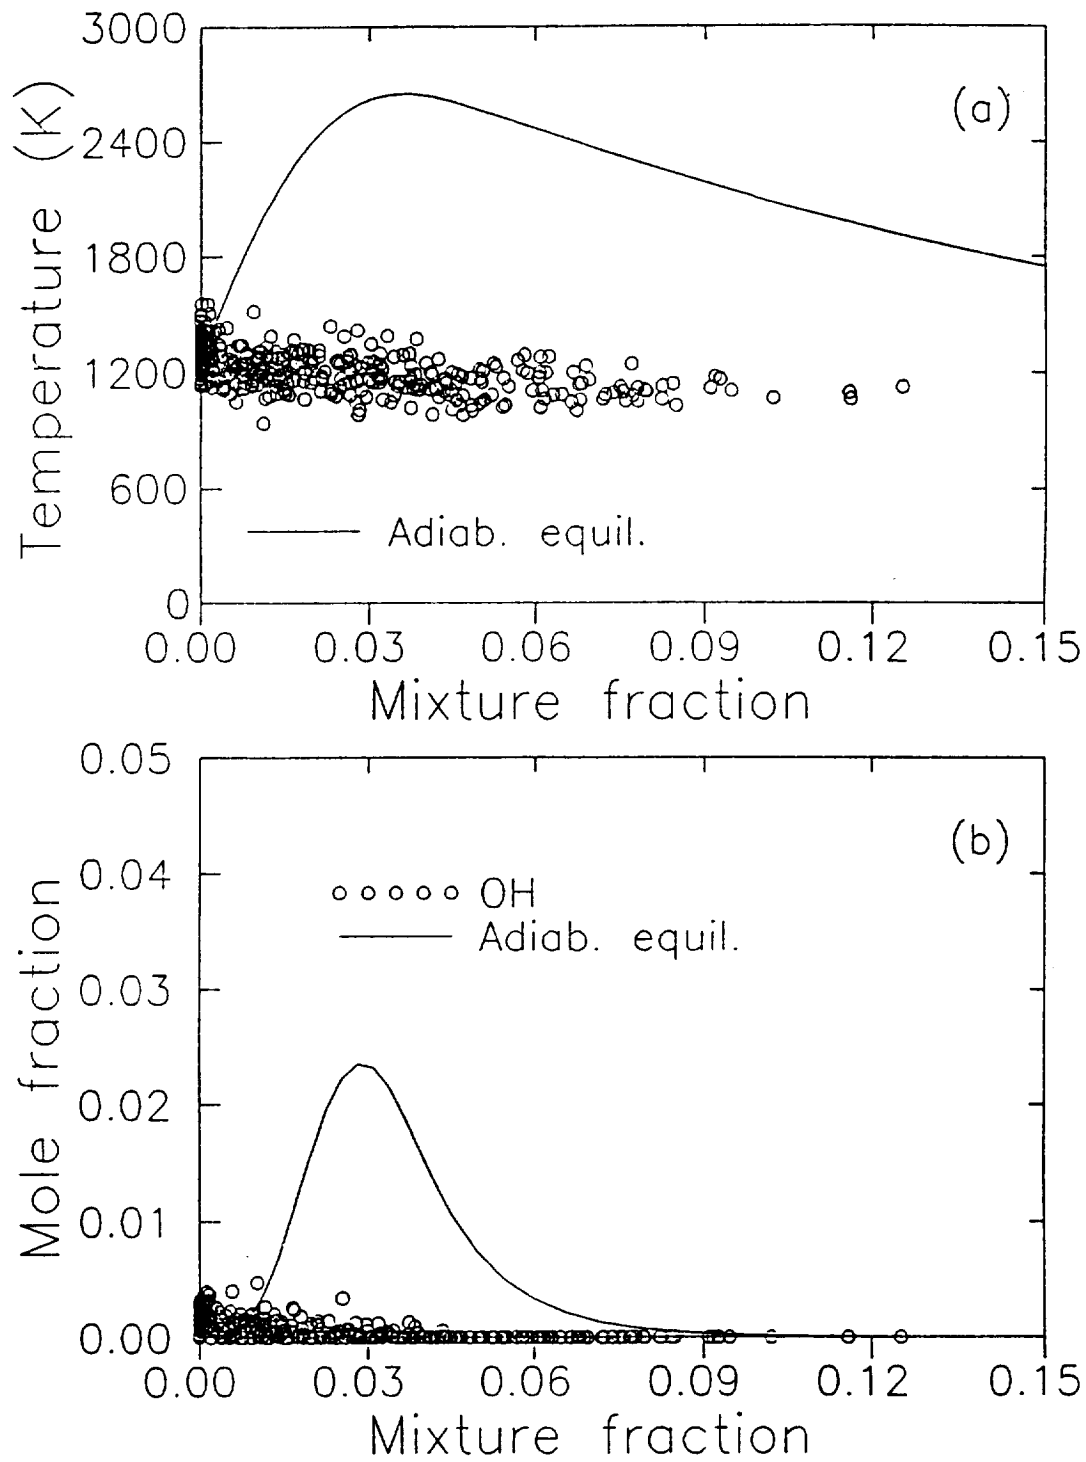 3000
(a)
2400
1800
1200
600
0
Temperature (K)
Adiab. equil.
0.00 0.03 0.06 0.09 0.12 0.15
Mixture fraction
0.05
(b)
0.04
0.03
0.02
0.01
0.00
Mole fraction
OH
Adiab. equil.
0.00 0.03 0.06 0.09 0.12 0.15
Mixture fraction